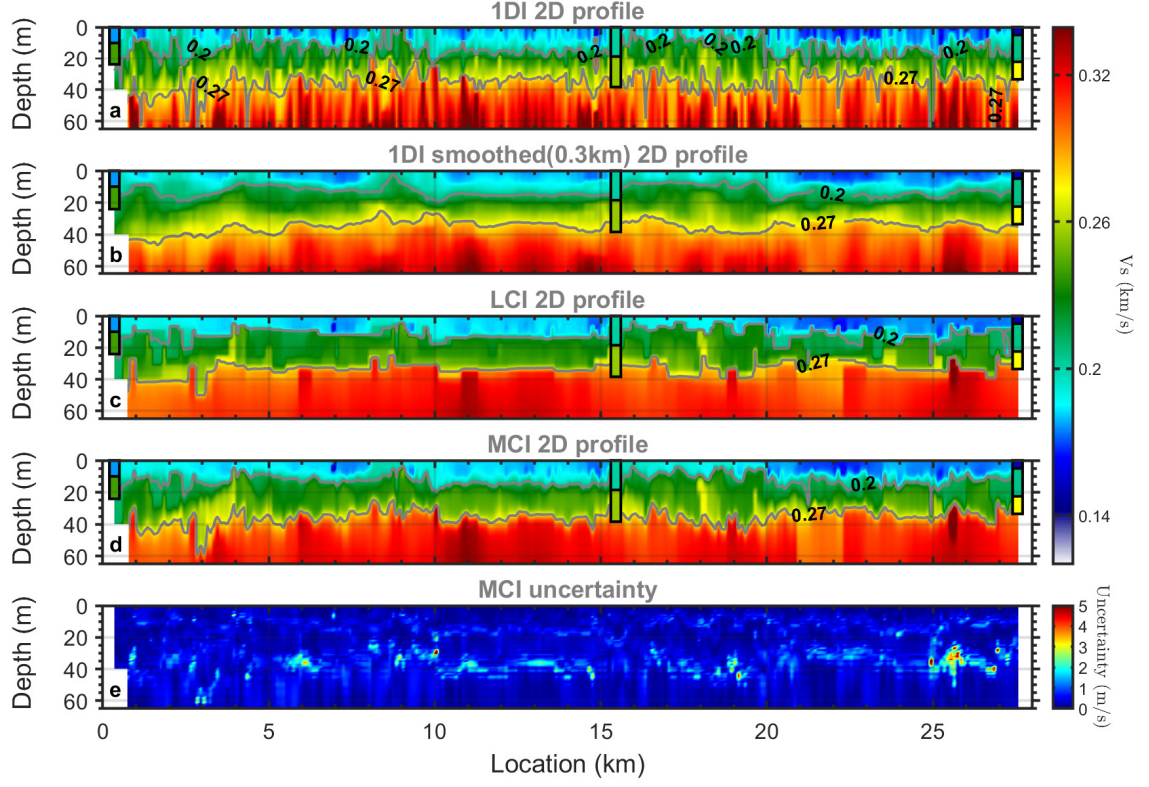 1DI 2D profile
Depth (m)
0
20
40
60
a
0.2 0.2 0.2 0.2 0.2 0.2 0.2
0.27 0.27 0.27 0.27
1DI smoothed(0.3km) 2D profile
Depth (m)
0
20
40
60
b
0.2
0.27
LCI 2D profile
Depth (m)
0
20
40
60
c
0.2
0.27
MCI 2D profile
Depth (m)
0
20
40
60
d
0.2
0.27
0.32
0.26
0.2
0.14
Vs (km/s)
MCI uncertainty
Depth (m)
0
20
40
60
e
5
4
3
2
1
0
Uncertainty (m/s)
0 5 10 15 20 25
Location (km)